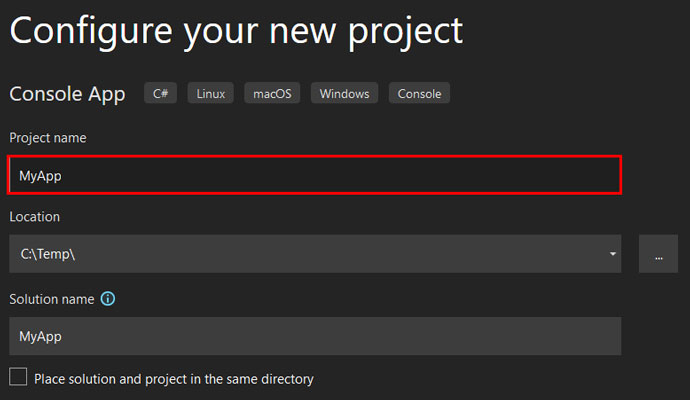 Configure your new project
Console App C# Linux macOS Windows Console
Project name
MyApp
Location
C:\Temp\
...
Solution name
MyApp
Place solution and project in the same directory